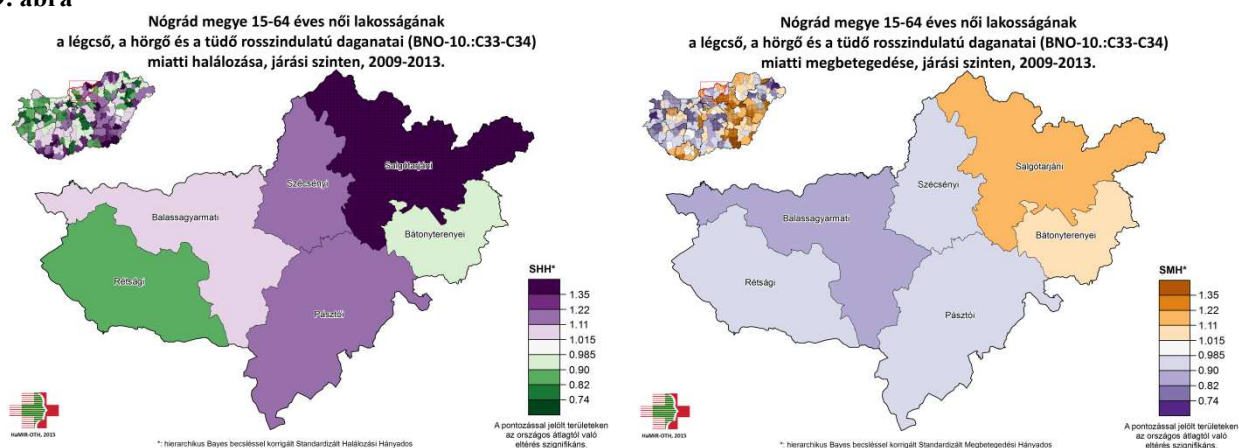 Nógrád megye 15-64 éves női lakosságának
a légcső, a hörgő és a tüdő rosszindulatú daganatai (BNO-10.:C33-C34)
miatti halálozása, járási szinten, 2009-2013.
Salgótarjáni
Szécsényi
Balassagyarmati
Bátonyterenyei
Rétsági
Pásztói
SHH*
1.35
1.22
1.11
1.015
0.985
0.90
0.82
0.74
HaMIR-OTH, 2015
A pontozással jelölt területeken
az országos átlagtól való
eltérés szignifikáns.
*: hierarchikus Bayes becsléssel korrigált Standardizált Halálozási Hányados
Nógrád megye 15-64 éves női lakosságának
a légcső, a hörgő és a tüdő rosszindulatú daganatai (BNO-10.:C33-C34)
miatti megbetegedése, járási szinten, 2009-2013.
Salgótarjáni
Szécsényi
Balassagyarmati
Bátonyterenyei
Rétsági
Pásztói
SMH*
1.35
1.22
1.11
1.015
0.985
0.90
0.82
0.74
HaMIR-OTH, 2015
A pontozással jelölt területeken
az országos átlagtól való
eltérés szignifikáns.
*: hierarchikus Bayes becsléssel korrigált Standardizált Megbetegedési Hányados